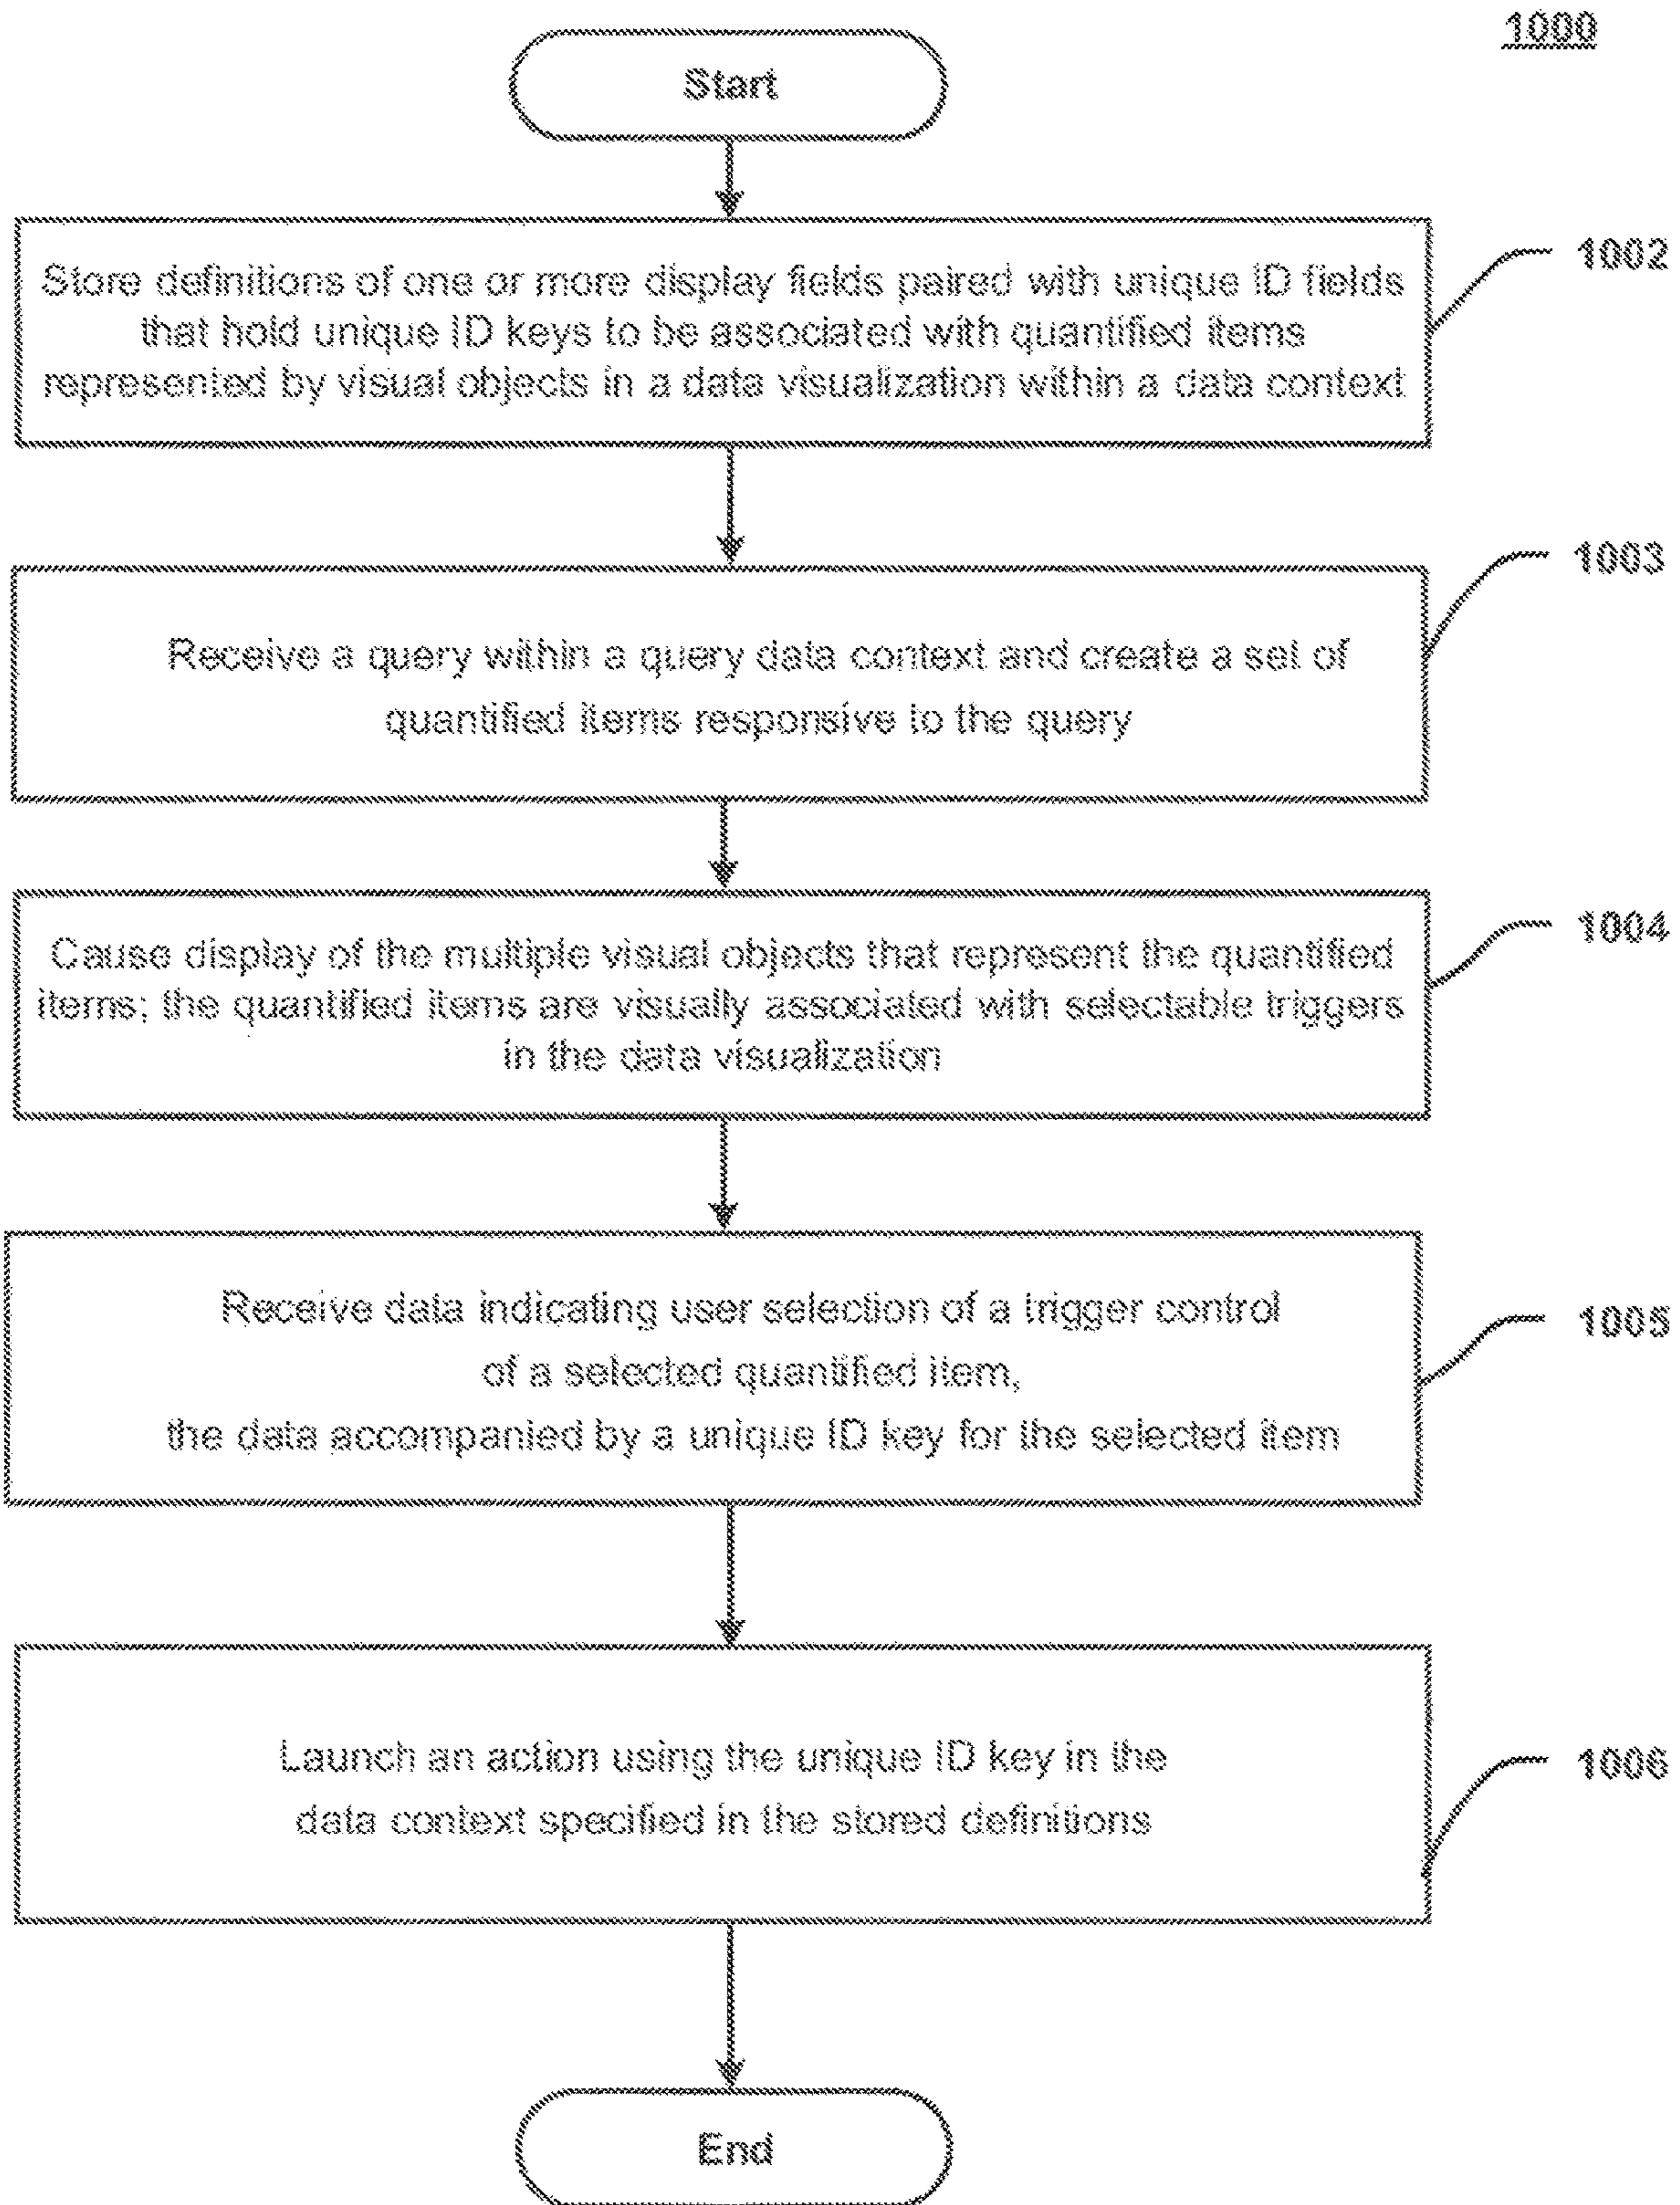 1000
Start
Store definitions of one or more display fields paired with unique ID fields
that hold unique ID keys to be associated with quantified items
represented by visual objects in a data visualization within a data context
1002
Receive a query within a query data context and create a set of
quantified items responsive to the query
1003
Cause display of the multiple visual objects that represent the quantified
items; the quantified items are visually associated with selectable triggers
in the data visualization
1004
Receive data indicating user selection of a trigger control
of a selected quantified item,
the data accompanied by a unique ID key for the selected item
1005
Launch an action using the unique ID key in the
data context specified in the stored definitions
1006
End